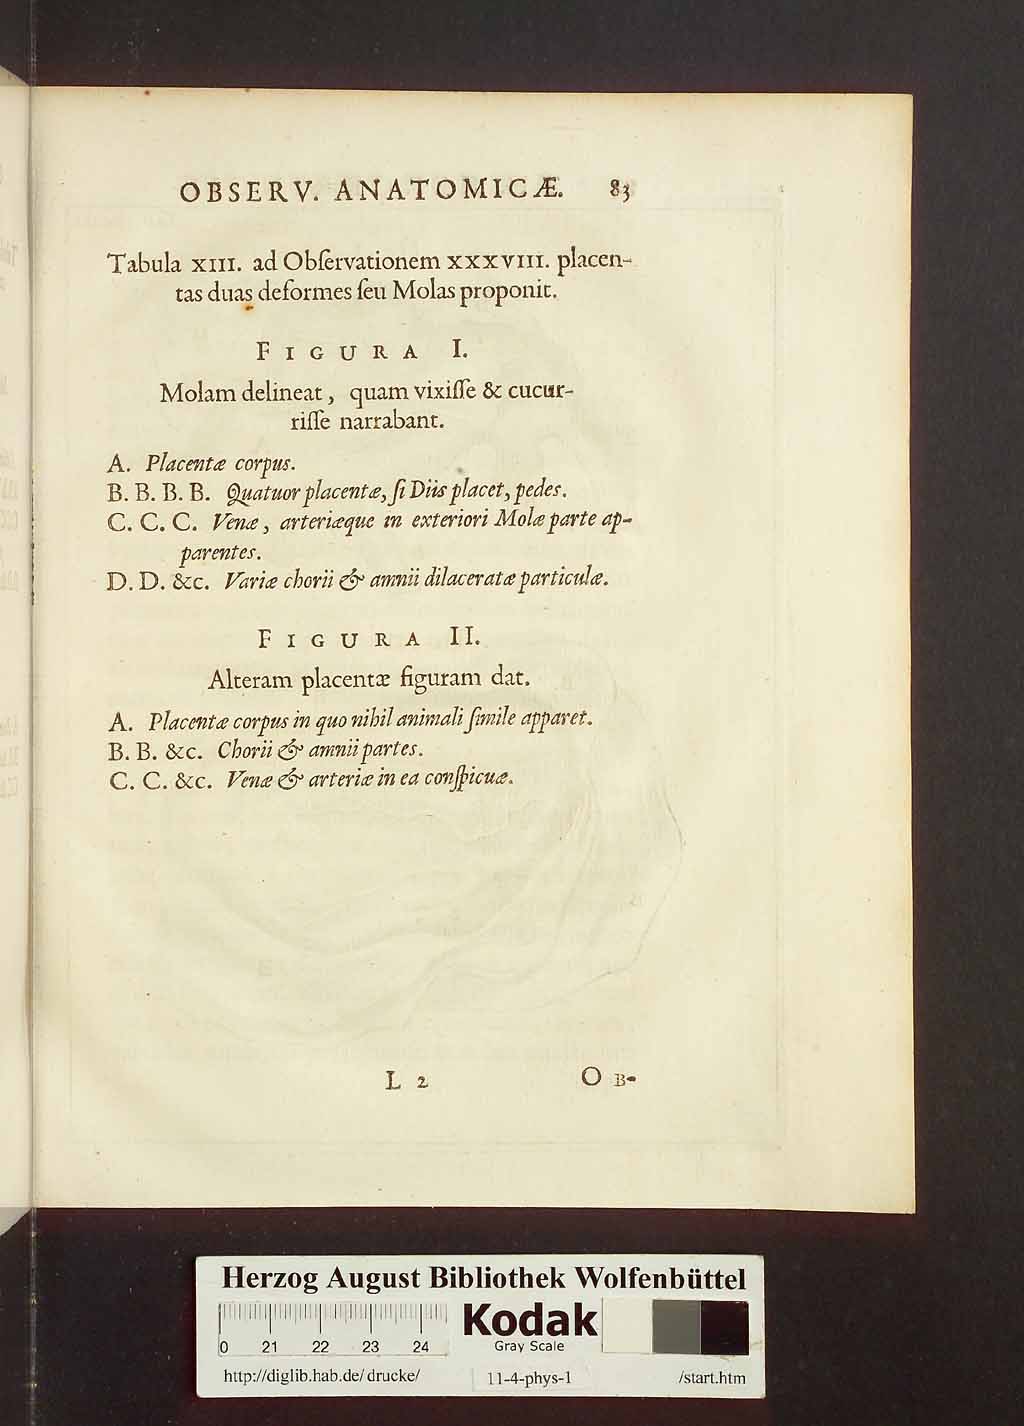 OBSERV. ANATOMICÆ. 83
Tabula XIII. ad Obſervationem XXXVIII. placen-
tas duas deformes ſeu Molas proponit.
FIGURA I.
Molam delineat, quam vixiſſe & cucur-
riſſe narrabant.
A. Placentæ corpus.
B. B. B. B. Quatuor placentæ, ſi Diis placet, pedes.
C. C. C. Venæ, arteriæque in exteriori Molæ parte ap-
parentes.
D. D. &c. Variæ chorii & amnii dilaceratæ particulæ.
FIGURA II.
Alteram placentæ figuram dat.
A. Placentæ corpus in quo nihil animali ſimile apparet.
B. B. &c. Chorii & amnii partes.
C. C. &c. Venæ & arteriæ in ea conſpicuæ.
L 2 OB-
Herzog August Bibliothek Wolfenbüttel
0 21 22 23 24
Kodak
Gray Scale
http://diglib.hab.de/drucke/ 11-4-phys-1 /start.htm